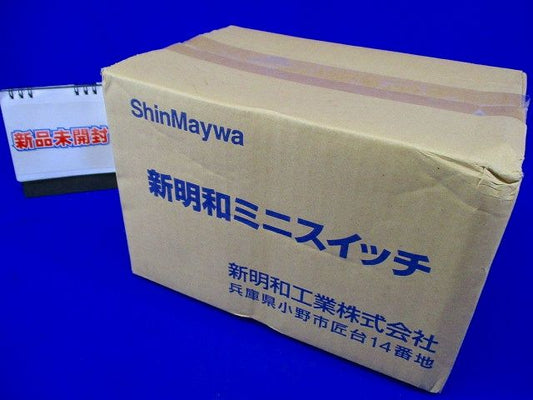 新品未開封
ShinMaywa
新明和ミニスイッチ
新明和工業株式会社
兵庫県小野市匠台14番地